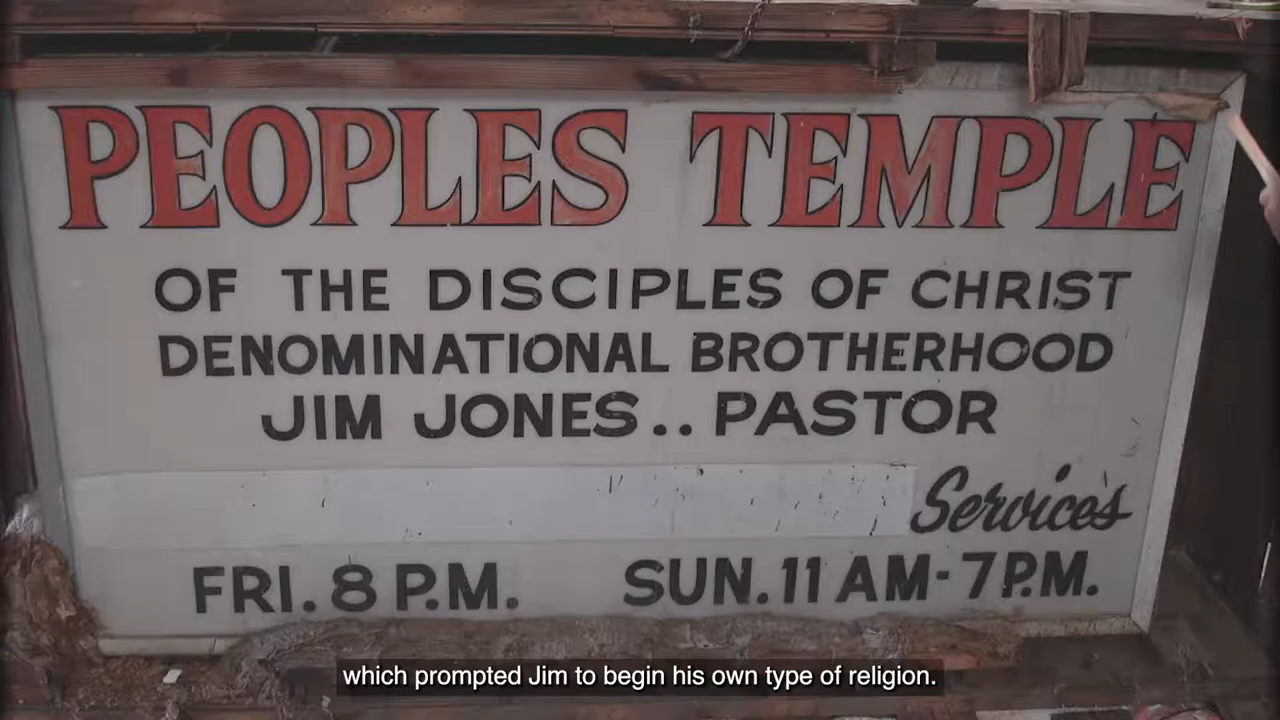 PEOPLES TEMPLE
OF THE DISCIPLES OF CHRIST
DENOMINATIONAL BROTHERHOOD
JIM JONES.. PASTOR
Service's
FRI. 8 P.M. SUN. 11 AM - 7 P.M.
which prompted Jim to begin his own type of religion.